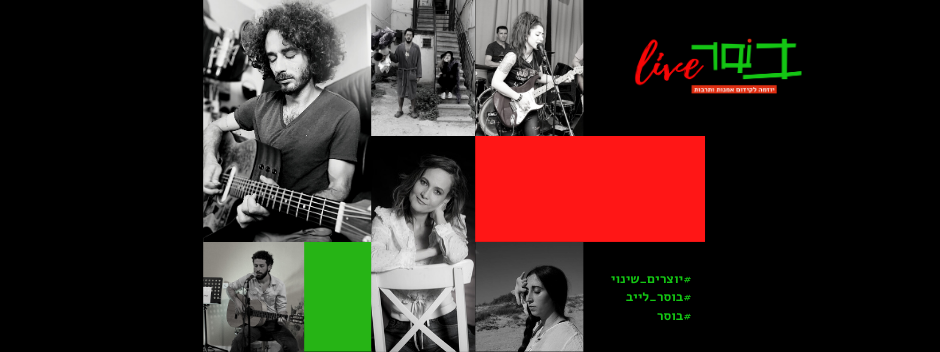 בוסר live
יוזמה לקידום אמנות ותרבות
#יוצרים_שינוי
#בוסר_לייב
#בוסר